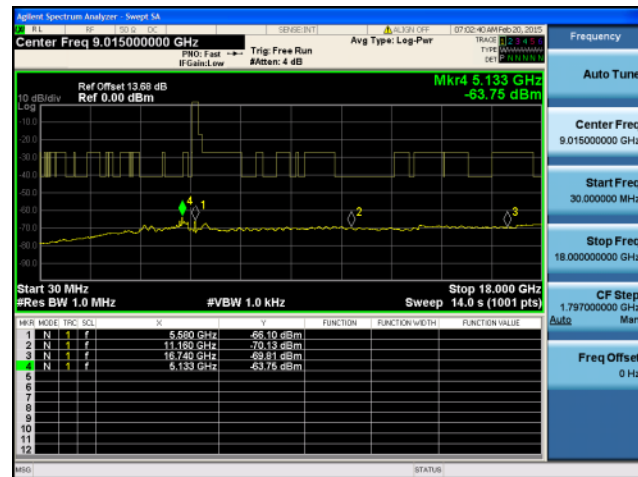 Agilent Spectrum Analyzer - Swept SA
RL RF 50 Ω DC SENSE:INT ALIGN OFF 07:02:40 AM Feb 20, 2015
Center Freq 9.015000000 GHz
PNO: Fast
IFGain:Low
Trig: Free Run
#Atten: 4 dB
Avg Type: Log-Pwr
TRACE 1 2 3 4 5 6
TYPE
DET P N N N N N
Frequency
Auto Tune
Center Freq
9.015000000 GHz
Start Freq
30.000000 MHz
Stop Freq
18.000000000 GHz
CF Step
1.797000000 GHz
Auto Man
Freq Offset
0 Hz
Mkr4 5.133 GHz
-63.75 dBm
Ref Offset 13.68 dB
10 dB/div Ref 0.00 dBm
Log
-10.0
-20.0
-30.0
-40.0
-50.0
-60.0
-70.0
-80.0
-90.0
4 1 2 3
Start 30 MHz Stop 18.000 GHz
#Res BW 1.0 MHz #VBW 1.0 kHz Sweep 14.0 s (1001 pts)
MKR MODE TRC SCL X Y FUNCTION FUNCTION WIDTH FUNCTION VALUE
1 N 1 f 5.560 GHz -66.10 dBm
2 N 1 f 11.160 GHz -70.13 dBm
3 N 1 f 16.740 GHz -69.81 dBm
4 N 1 f 5.133 GHz -63.75 dBm
5
6
7
8
9
10
11
12
MSG STATUS